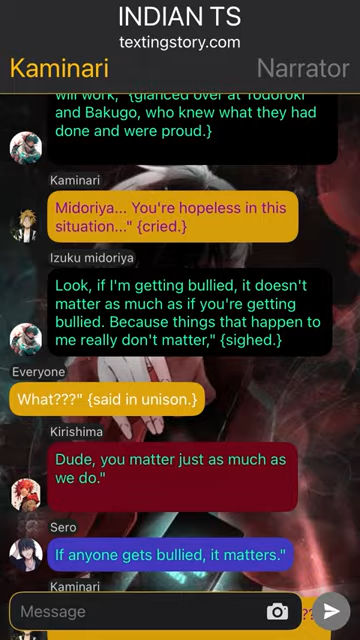 INDIAN TS
textingstory.com
Kaminari Narrator
will work," {glanced over at Todoroki
and Bakugo, who knew what they had
done and were proud.}
Kaminari
Midoriya... You're hopeless in this
situation..." {cried.}
Izuku midoriya
Look, if I'm getting bullied, it doesn't
matter as much as if you're getting
bullied. Because things that happen to
me really don't matter," {sighed.}
Everyone
What???" {said in unison.}
Kirishima
Dude, you matter just as much as
we do."
Sero
If anyone gets bullied, it matters."
Kaminari
Message